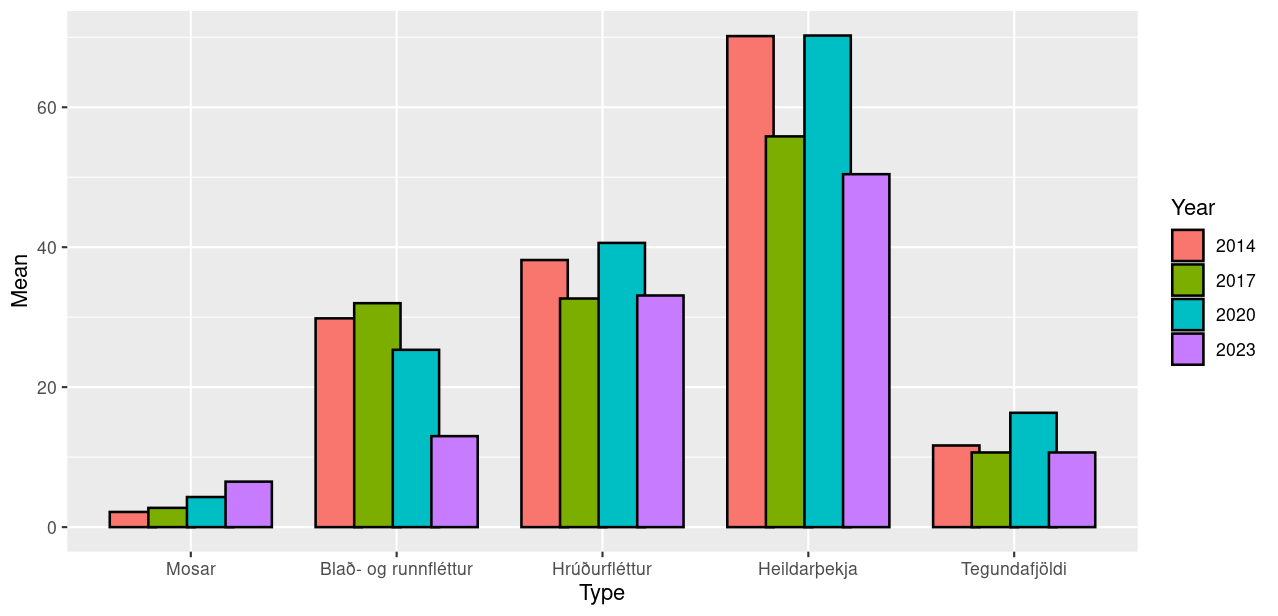 Mean
60
40
20
0
Mosar
Blað- og runnfléttur
Hrúðurfléttur
Heildarþekja
Tegundafjöldi
Type
Year
2014
2017
2020
2023